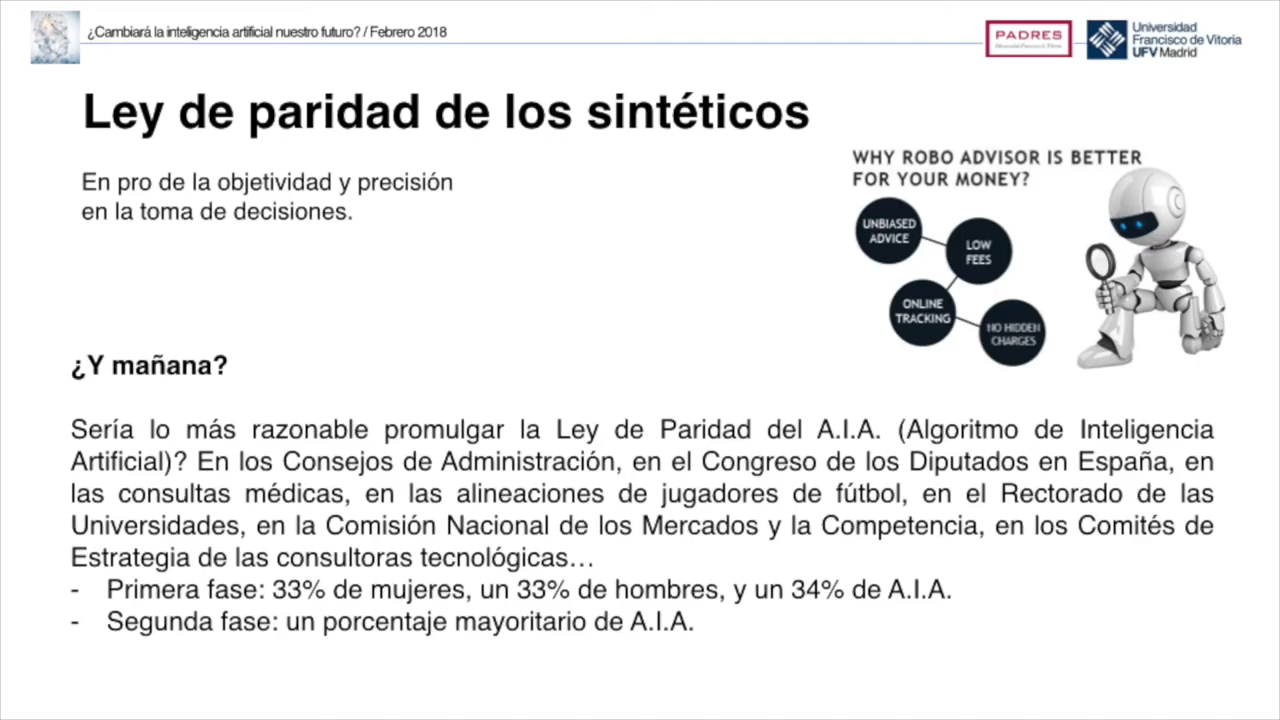 ¿Cambiará la inteligencia artificial nuestro futuro? / Febrero 2018
PADRES
Universidad
Francisco de Vitoria
UFV Madrid
Ley de paridad de los sintéticos
En pro de la objetividad y precisión
en la toma de decisiones.
WHY ROBO ADVISOR IS BETTER
FOR YOUR MONEY?
UNBIASED
ADVICE
LOW
FEES
ONLINE
TRACKING
NO HIDDEN
CHARGES
¿Y mañana?
Sería lo más razonable promulgar la Ley de Paridad del A.I.A. (Algoritmo de Inteligencia
Artificial)? En los Consejos de Administración, en el Congreso de los Diputados en España, en
las consultas médicas, en las alineaciones de jugadores de fútbol, en el Rectorado de las
Universidades, en la Comisión Nacional de los Mercados y la Competencia, en los Comités de
Estrategia de las consultoras tecnológicas…
- Primera fase: 33% de mujeres, un 33% de hombres, y un 34% de A.I.A.
- Segunda fase: un porcentaje mayoritario de A.I.A.